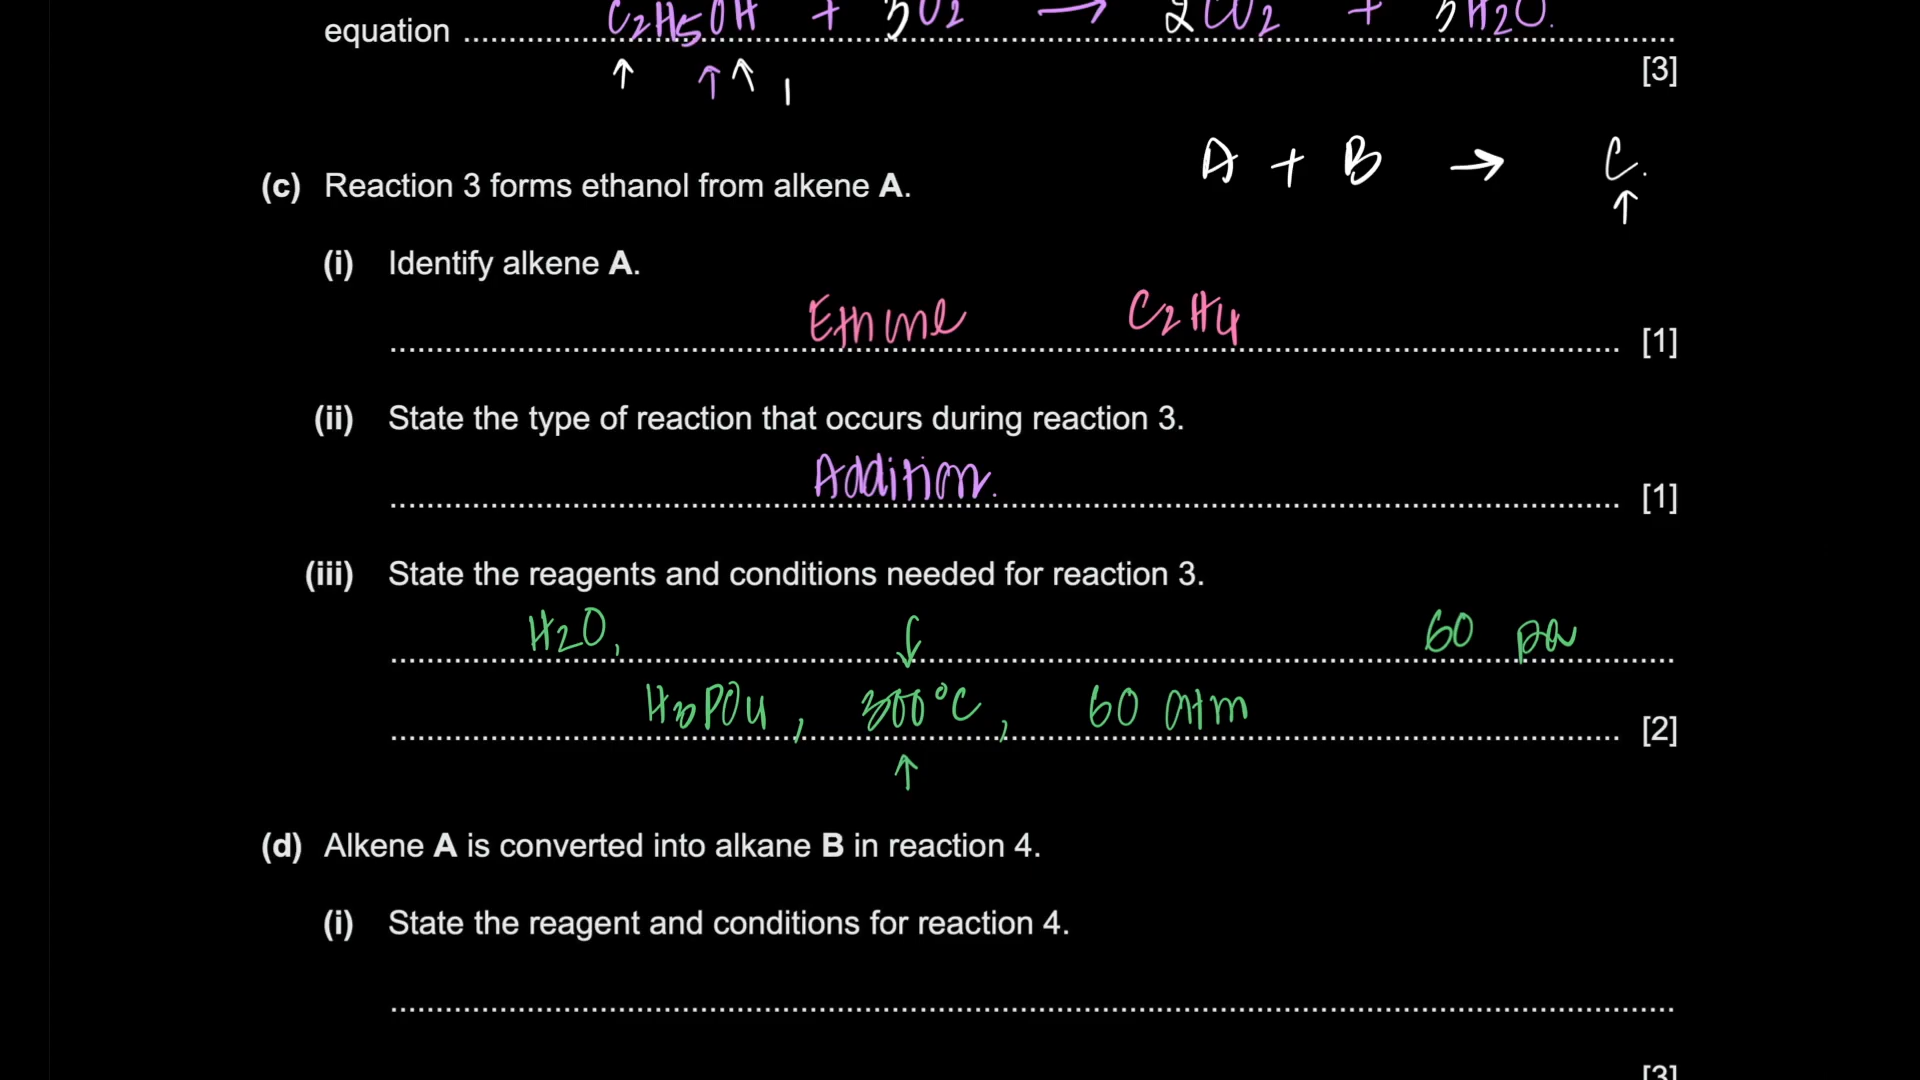 equation C2H5OH + 3O2 → 2CO2 + 3H2O.
[3]
A + B → C.
(c) Reaction 3 forms ethanol from alkene A.
(i) Identify alkene A.
Ethene C2H4 [1]
(ii) State the type of reaction that occurs during reaction 3.
Addition. [1]
(iii) State the reagents and conditions needed for reaction 3.
H2O, 60 pa
H3PO4, 300°C, 60 atm [2]
(d) Alkene A is converted into alkane B in reaction 4.
(i) State the reagent and conditions for reaction 4.
[3]